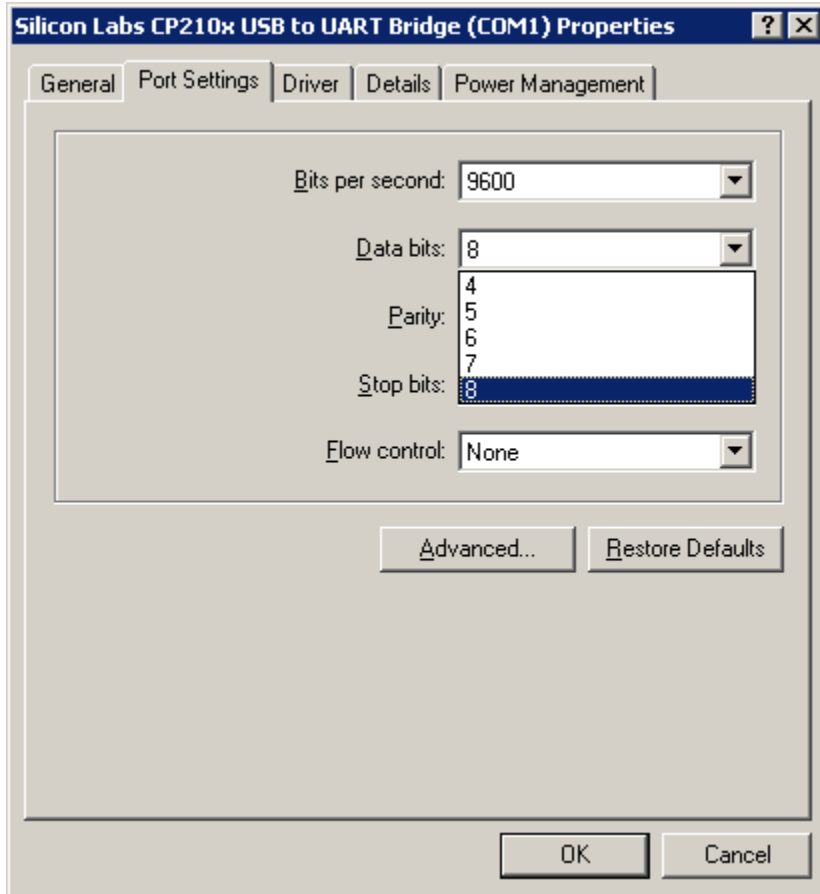 Silicon Labs CP210x USB to UART Bridge (COM1) Properties
General Port Settings Driver Details Power Management
Bits per second: 9600
Data bits: 8
4
Parity: 5
6
7
Stop bits: 8
Flow control: None
Advanced... Restore Defaults
OK Cancel